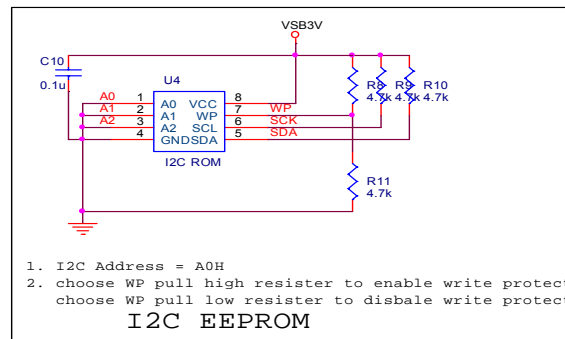 VSB3V
C10
0.1u
U4
A0 1 A0 VCC 8
A1 2 A1 WP 7 WP
A2 3 A2 SCL 6 SCK
4 GND SDA 5 SDA
I2C ROM
R8 R9 R10
4.7k 4.7k 4.7k
R11
4.7k
1. I2C Address = A0H
2. choose WP pull high resister to enable write protect
choose WP pull low resister to disbale write protect
I2C EEPROM